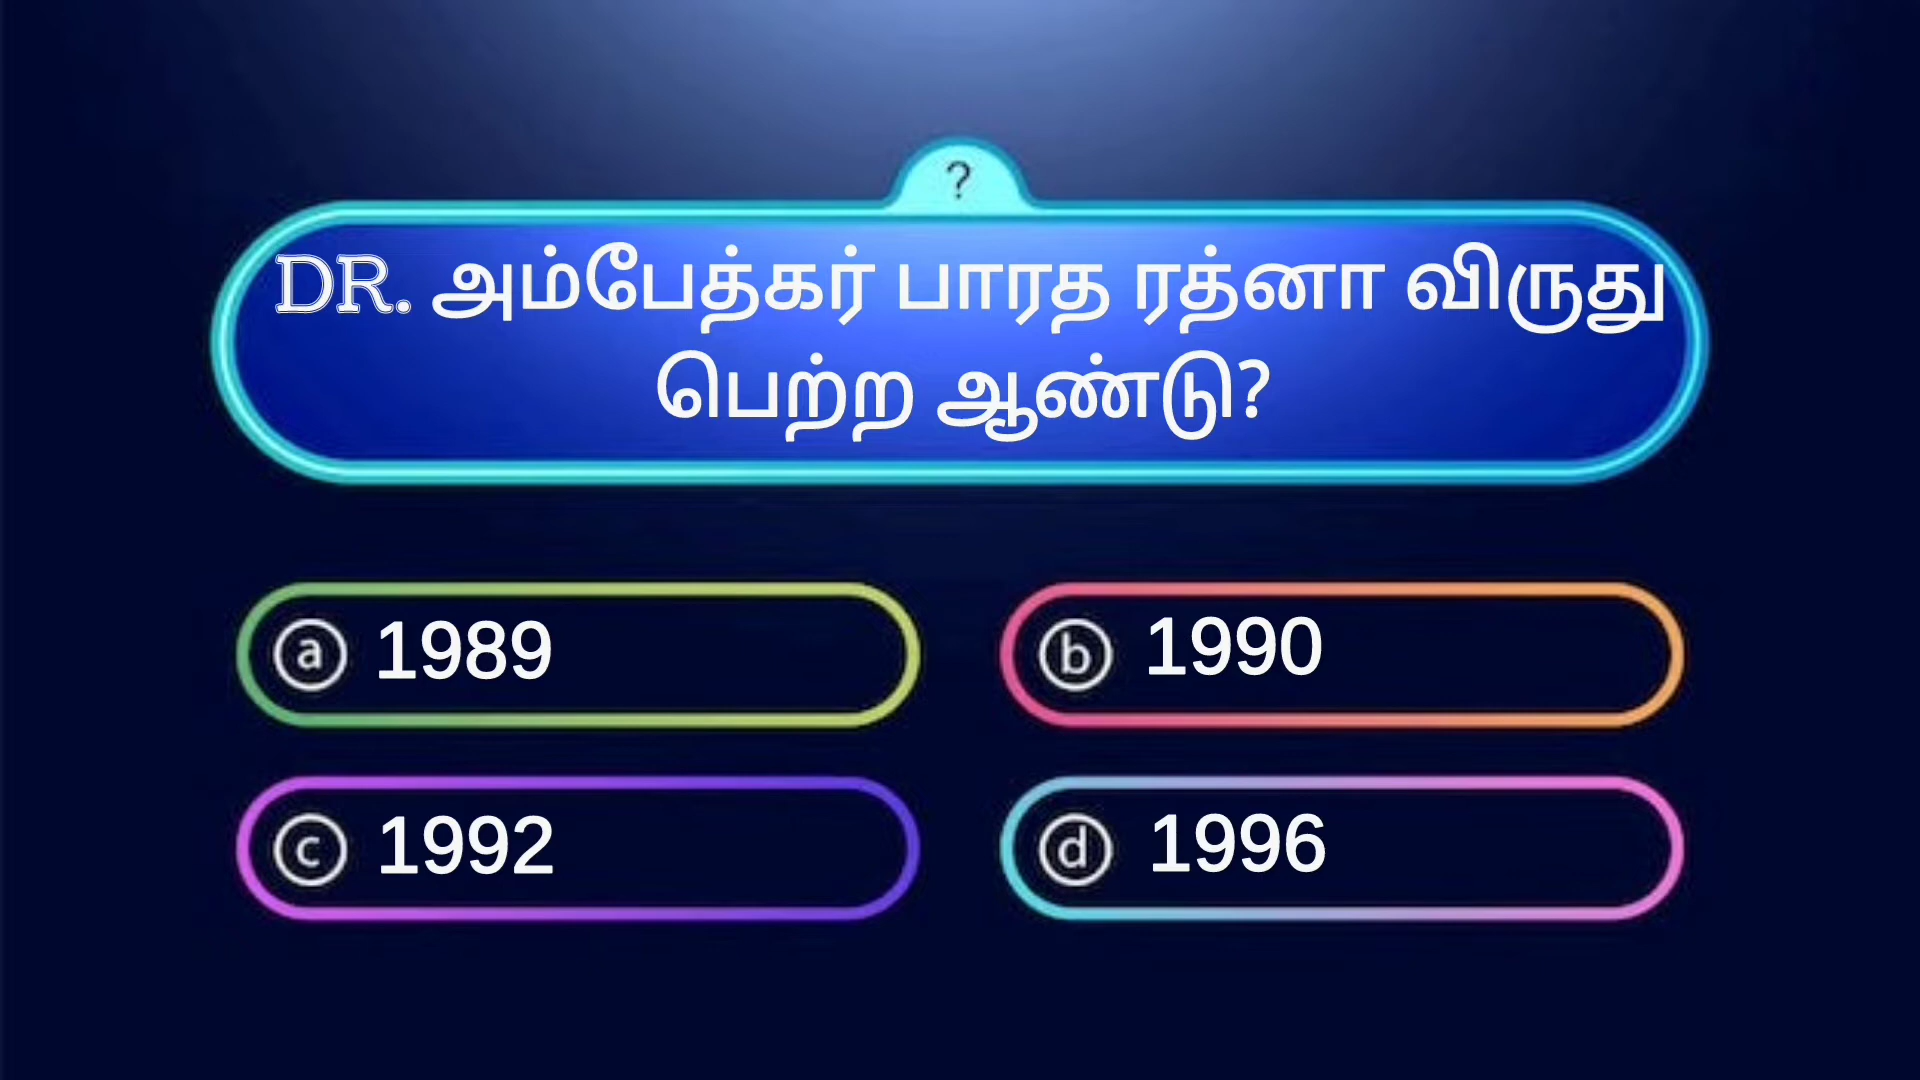 ?
DR. அம்பேத்கர் பாரத ரத்னா விருது
பெற்ற ஆண்டு?
a 1989
b 1990
c 1992
d 1996